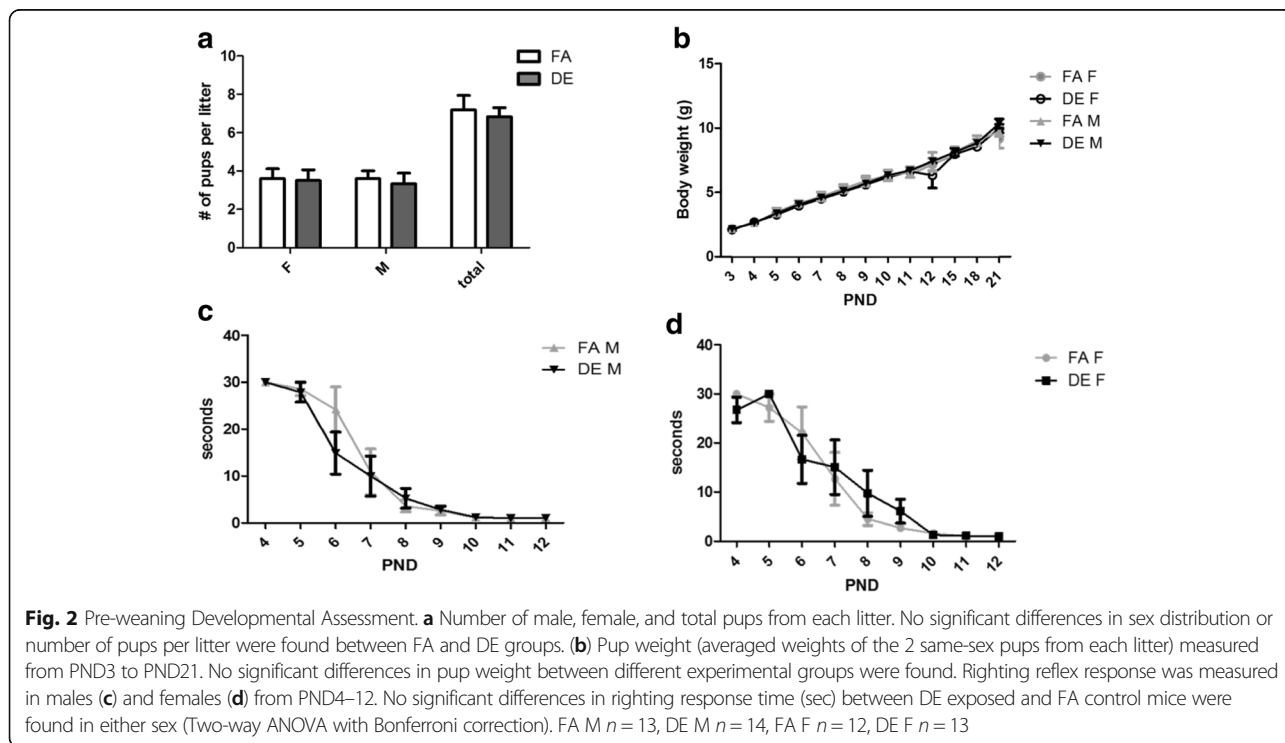 a
10
8
6
4
2
0
# of pups per litter
F
M
total
FA
DE
b
15
10
5
0
Body weight (g)
3 4 5 6 7 8 9 10 11 12 15 18 21
PND
FA F
DE F
FA M
DE M
c
40
30
20
10
0
seconds
4 5 6 7 8 9 10 11 12
PND
FA M
DE M
d
40
30
20
10
0
seconds
4 5 6 7 8 9 10 11 12
PND
FA F
DE F
Fig. 2 Pre-weaning Developmental Assessment. a Number of male, female, and total pups from each litter. No significant differences in sex distribution or
number of pups per litter were found between FA and DE groups. (b) Pup weight (averaged weights of the 2 same-sex pups from each litter) measured
from PND3 to PND21. No significant differences in pup weight between different experimental groups were found. Righting reflex response was measured
in males (c) and females (d) from PND4–12. No significant differences in righting response time (sec) between DE exposed and FA control mice were
found in either sex (Two-way ANOVA with Bonferroni correction). FA M n = 13, DE M n = 14, FA F n = 12, DE F n = 13